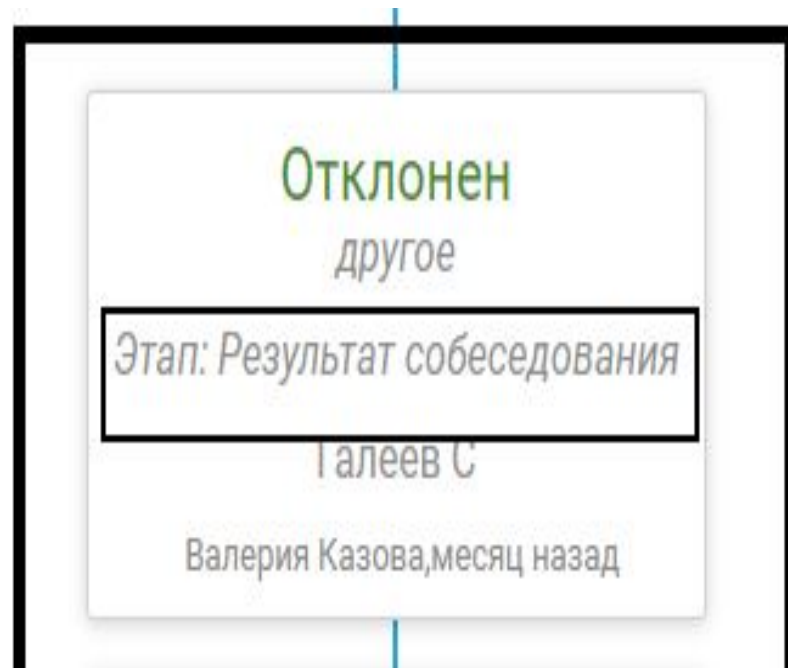 Отклонен
другое
Этап: Результат собеседования
Галеев С
Валерия Казова,месяц назад